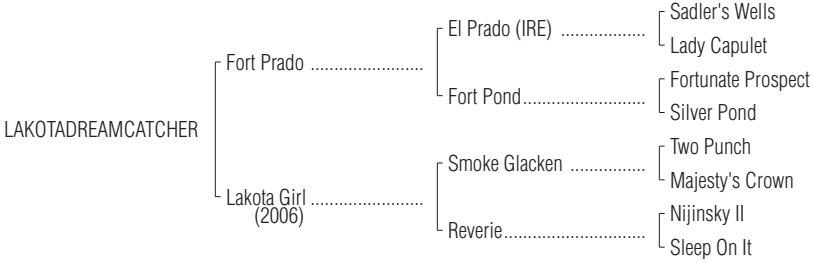 Sadler's Wells
El Prado (IRE) ...................
Lady Capulet
Fort Prado ........................
Fortunate Prospect
Fort Pond..........................
Silver Pond
LAKOTADREAMCATCHER
Two Punch
Smoke Glacken ................
Majesty's Crown
Lakota Girl ........................
(2006)
Nijinsky II
Reverie..............................
Sleep On It